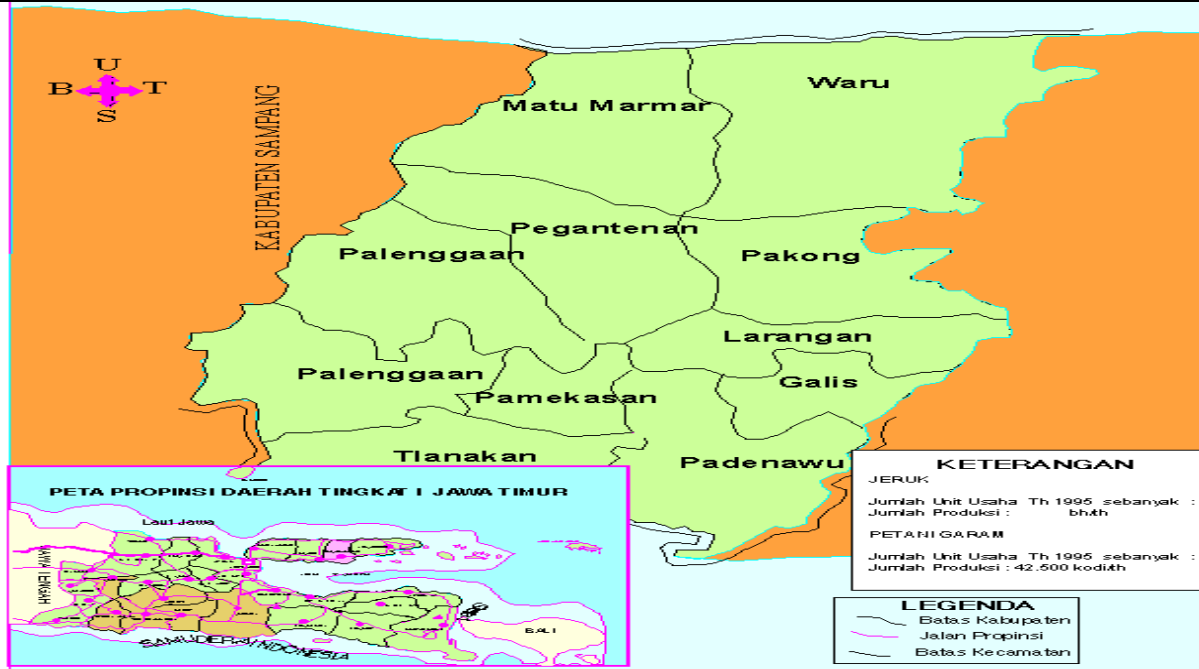 U
B T
S
KABUPATEN SAMPANG
Matu Marmar
Waru
Pegantenan
Palenggaan
Pakong
Larangan
Palenggaan
Galis
Pamekasan
Tlanakan
Padenawu
PETA PROPINSI DAERAH TINGKAT I JAWA TIMUR
Laut Jawa
BALI
SAMUDERA INDONESIA
KETERANGAN
JERUK
Jumlah Unit Usaha Th 1995 sebanyak :
Jumlah Produksi : bh/th
PETANI GARAM
Jumlah Unit Usaha Th 1995 sebanyak :
Jumlah Produksi : 42.500 kodi/th
LEGENDA
Batas Kabupaten
Jalan Propinsi
Batas Kecamatan